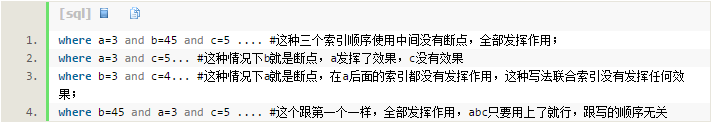 [sql]
1. where a=3 and b=45 and c=5 .... #这种三个索引顺序使用中间没有断点，全部发挥作用；
2. where a=3 and c=5... #这种情况下b就是断点，a发挥了效果，c没有效果
3. where b=3 and c=4... #这种情况下a就是断点，在a后面的索引都没有发挥作用，这种写法联合索引没有发挥任何效
果；
4. where b=45 and a=3 and c=5 .... #这个跟第一个一样，全部发挥作用，abc只要用上了就行，跟写的顺序无关